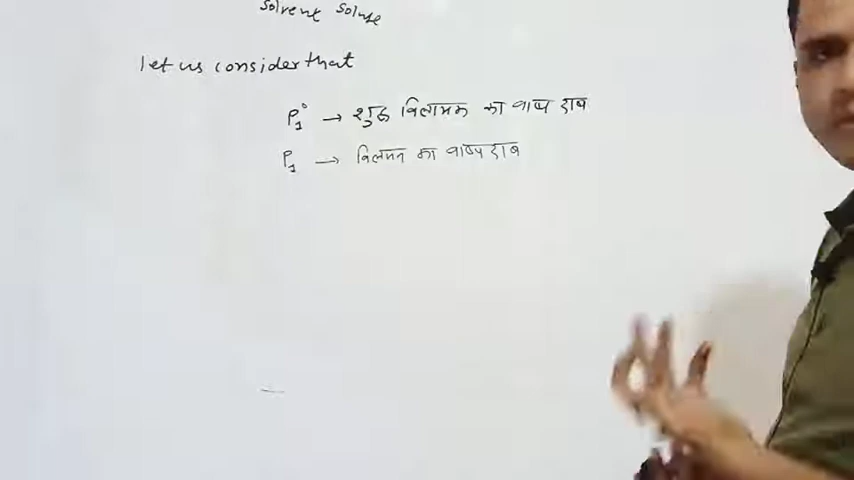 Solvent Solute
let us consider that
P₁° → शुद्ध विलायक का वाष्प दाब
P₁ → विलयन का वाष्प दाब